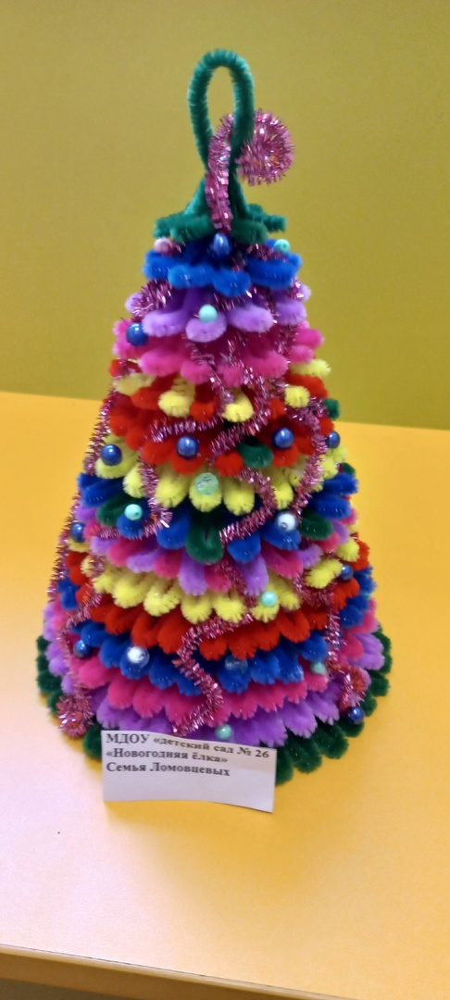 МДОУ «детский сад № 26
«Новогодняя ёлка»
Семья Ломовцевых